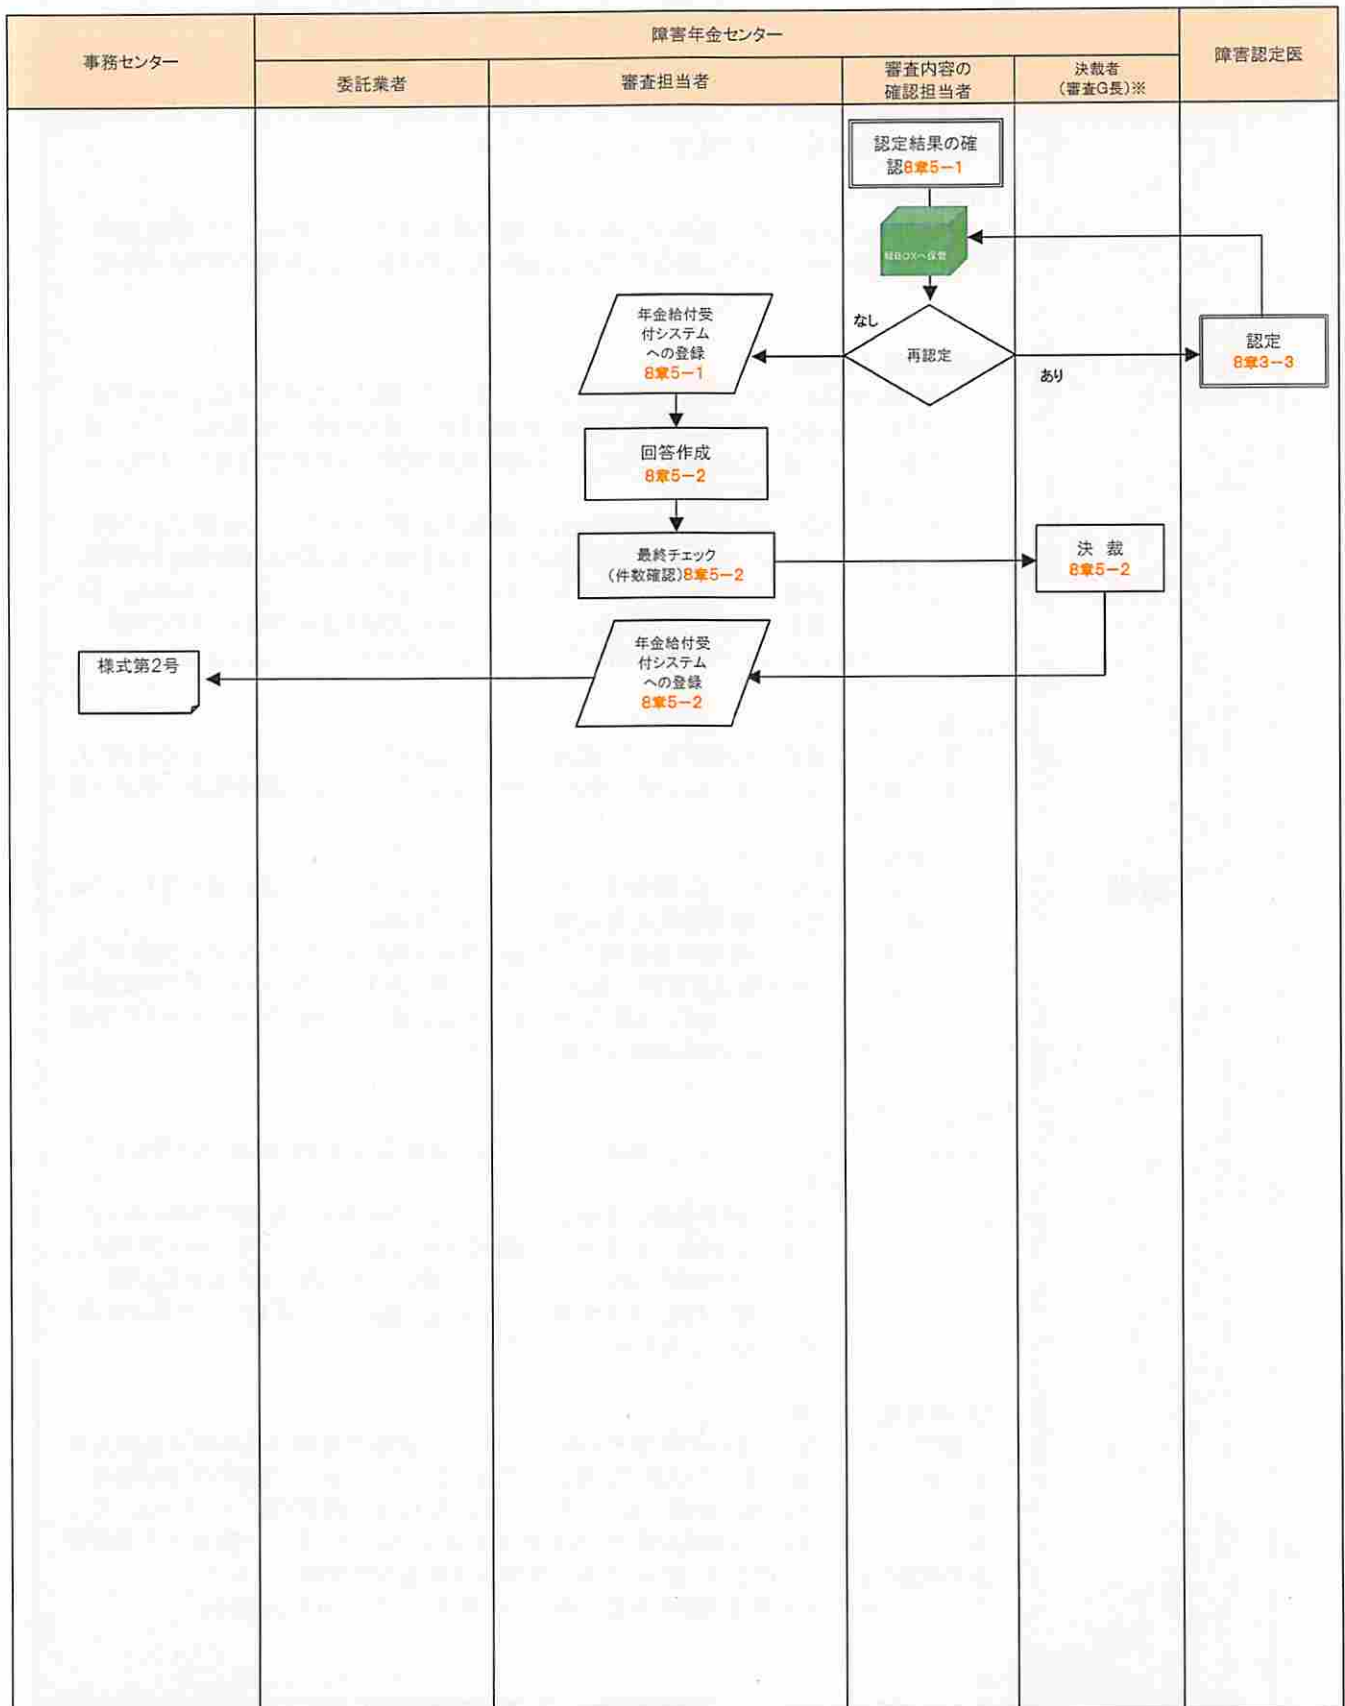 事務センター
障害年金センター
障害認定医
委託業者
審査担当者
審査内容の
確認担当者
決裁者
(審査G長)※
認定結果の確
認8章5－1
BOXへ保管
再認定
なし
あり
認定
8章3－3
年金給付受
付システム
への登録
8章5－1
回答作成
8章5－2
最終チェック
(件数確認)8章5－2
決 裁
8章5－2
年金給付受
付システム
への登録
8章5－2
様式第2号